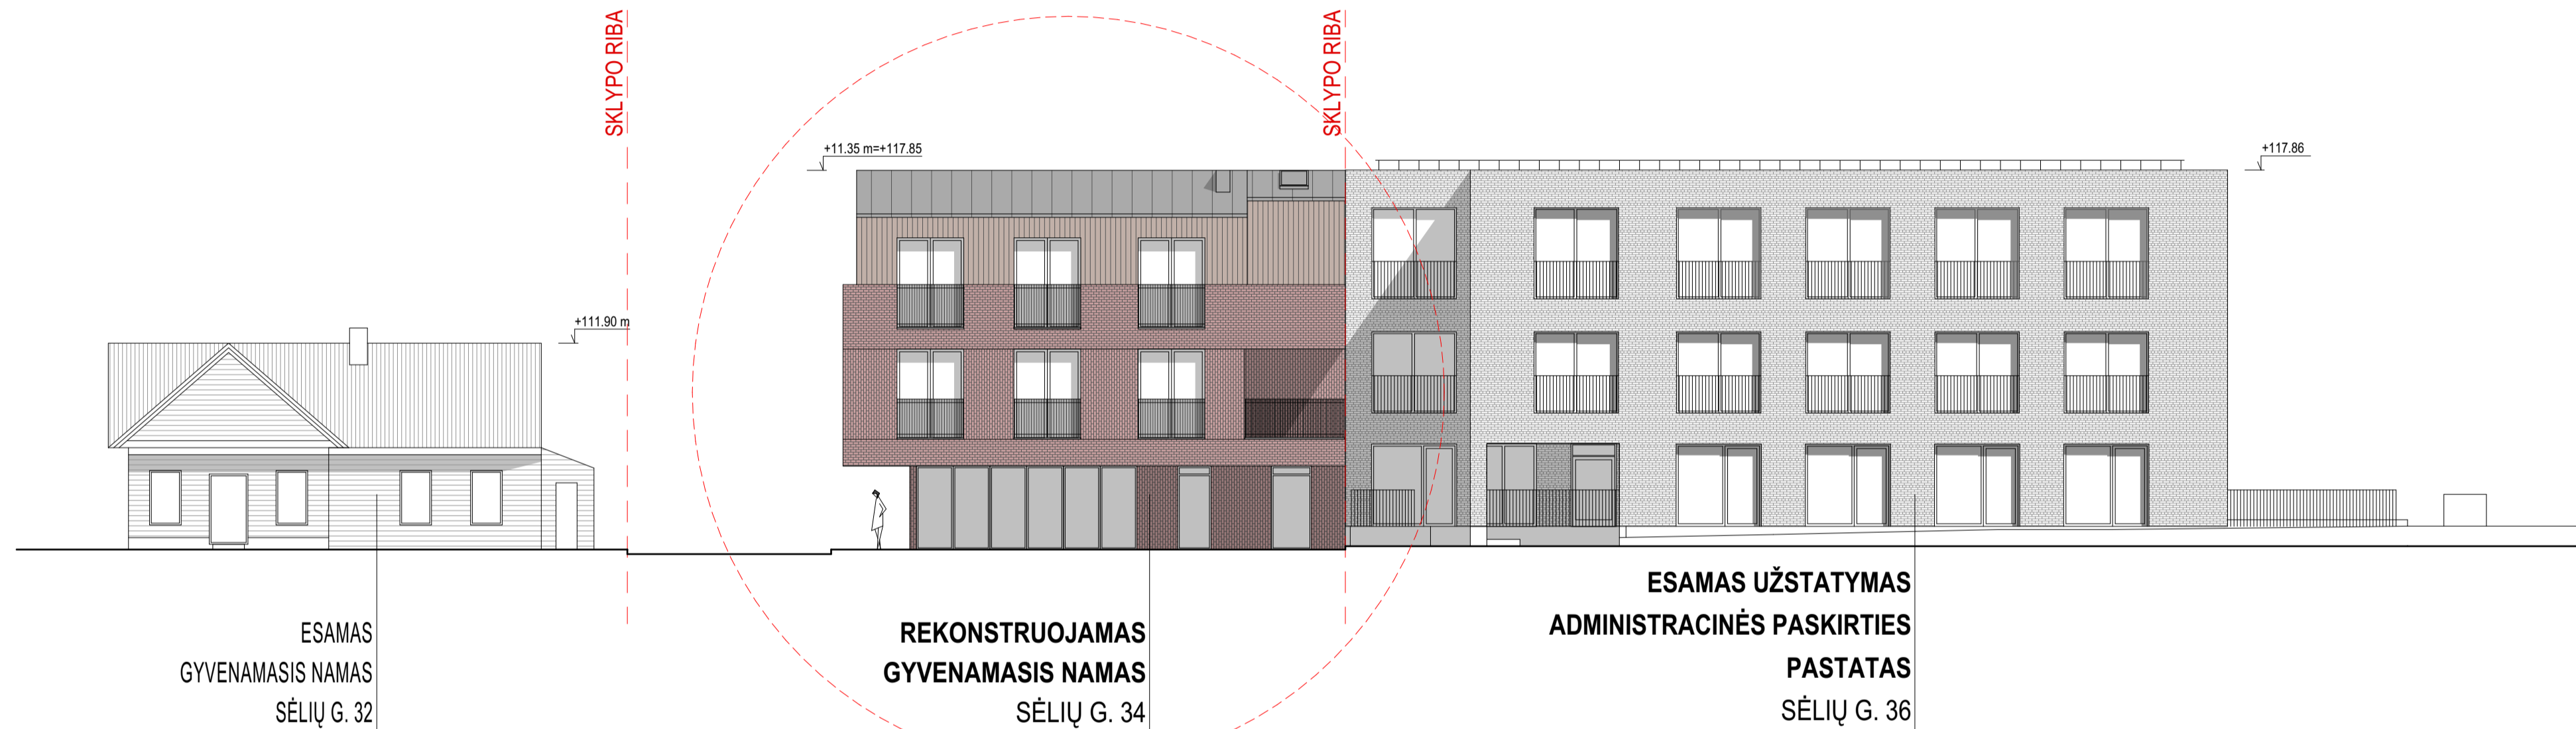 SKLYPO RIBA
SKLYPO RIBA
+11.35 m=+117.85
+117.86
+111.90 m
ESAMAS
GYVENAMASIS NAMAS
SĖLIŲ G. 32
REKONSTRUOJAMAS
GYVENAMASIS NAMAS
SĖLIŲ G. 34
ESAMAS UŽSTATYMAS
ADMINISTRACINĖS PASKIRTIES
PASTATAS
SĖLIŲ G. 36